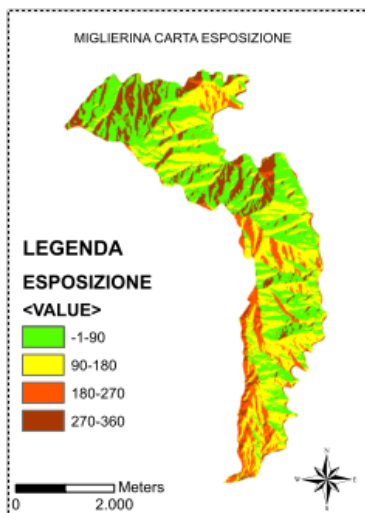 MIGLIERINA CARTA ESPOSIZIONE
LEGENDA
ESPOSIZIONE
<VALUE>
-1-90
90-180
180-270
270-360
Meters
0 2.000
N
W E
S